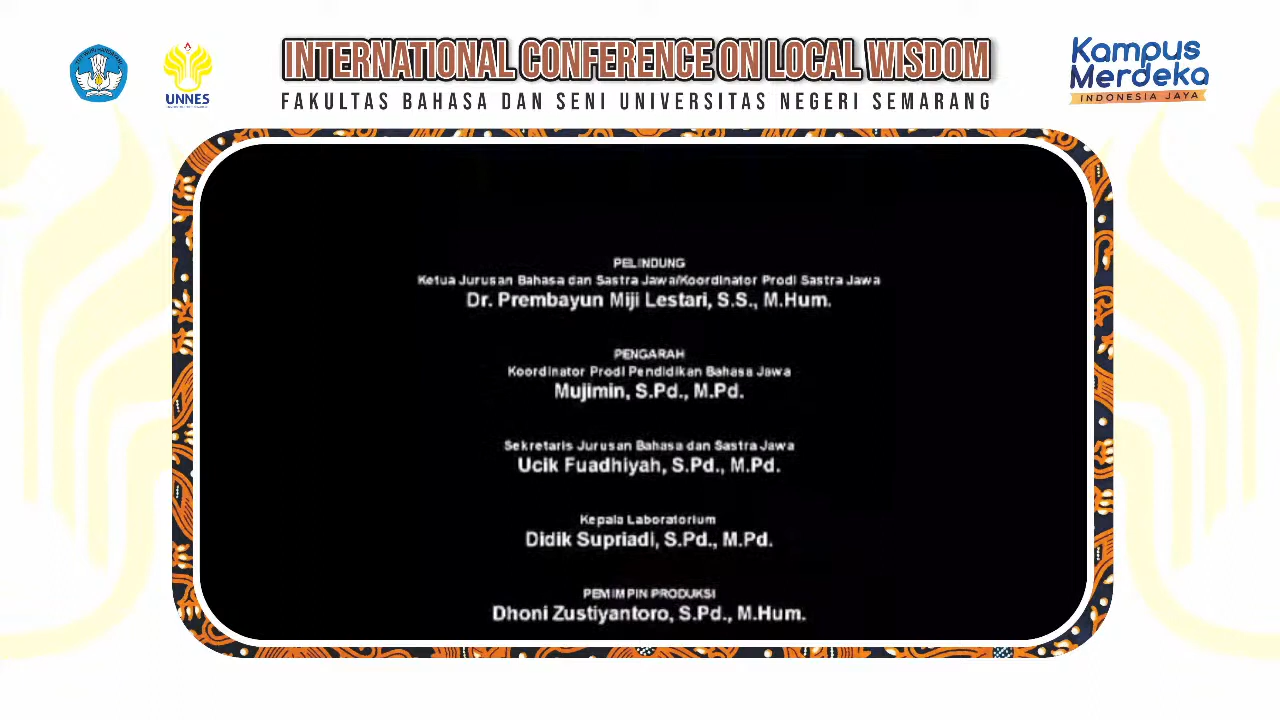 INTERNATIONAL CONFERENCE ON LOCAL WISDOM
FAKULTAS BAHASA DAN SENI UNIVERSITAS NEGERI SEMARANG
UNNES
Kampus
Merdeka
INDONESIA JAYA
PELINDUNG
Ketua Jurusan Bahasa dan Sastra Jawa/Koordinator Prodi Sastra Jawa
Dr. Prembayun Miji Lestari, S.S., M.Hum.
PENGARAH
Koordinator Prodi Pendidikan Bahasa Jawa
Mujimin, S.Pd., M.Pd.
Sekretaris Jurusan Bahasa dan Sastra Jawa
Ucik Fuadhiyah, S.Pd., M.Pd.
Kepala Laboratorium
Didik Supriadi, S.Pd., M.Pd.
PEMIMPIN PRODUKSI
Dhoni Zustiyantoro, S.Pd., M.Hum.